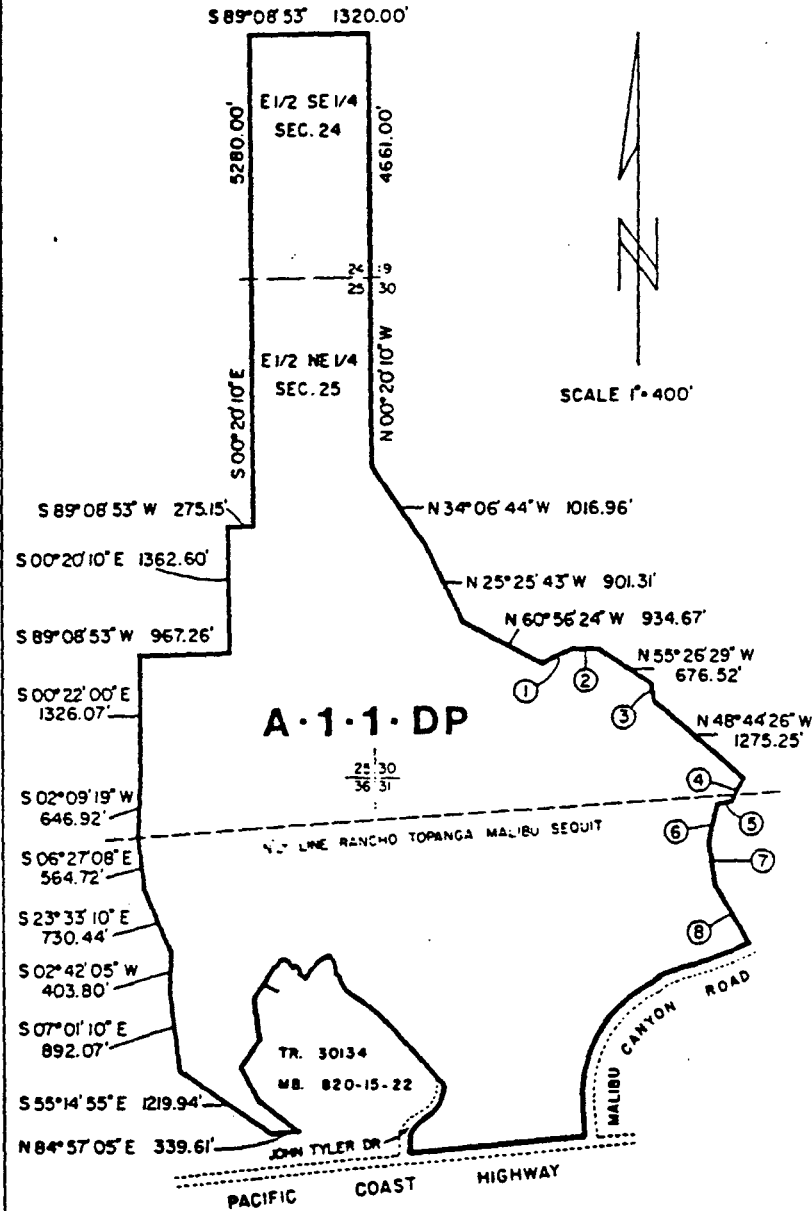 S 89°08'53" 1320.00'
E 1/2 SE 1/4
SEC. 24
5280.00'
4661.00'
24 19
25 30
E 1/2 NE 1/4
SEC. 25
S 00°20'10" E
N 00°20'10" W
N
SCALE 1"=400'
S 89°08'53" W 275.15'
N 34°06'44" W 1016.96'
S 00°20'10" E 1362.60'
N 25°25'43" W 901.31'
S 89°08'53" W 967.26'
N 60°56'24" W 934.67'
N 55°26'29" W
676.52'
1
2
3
S 00°22'00" E
1326.07'
A·1·1·DP
N 48°44'26" W
1275.25'
25 30
36 31
4
5
6
7
8
S 02°09'19" W
646.92'
N'LY LINE RANCHO TOPANGA MALIBU SEQUIT
S 06°27'08" E
564.72'
S 23°33'10" E
730.44'
S 02°42'05" W
403.80'
S 07°01'10" E
892.07'
TR. 30134
MB. 820-15-22
MALIBU CANYON ROAD
S 55°14'55" E 1219.94'
N 84°57'05" E 339.61'
JOHN TYLER DR
PACIFIC COAST HIGHWAY